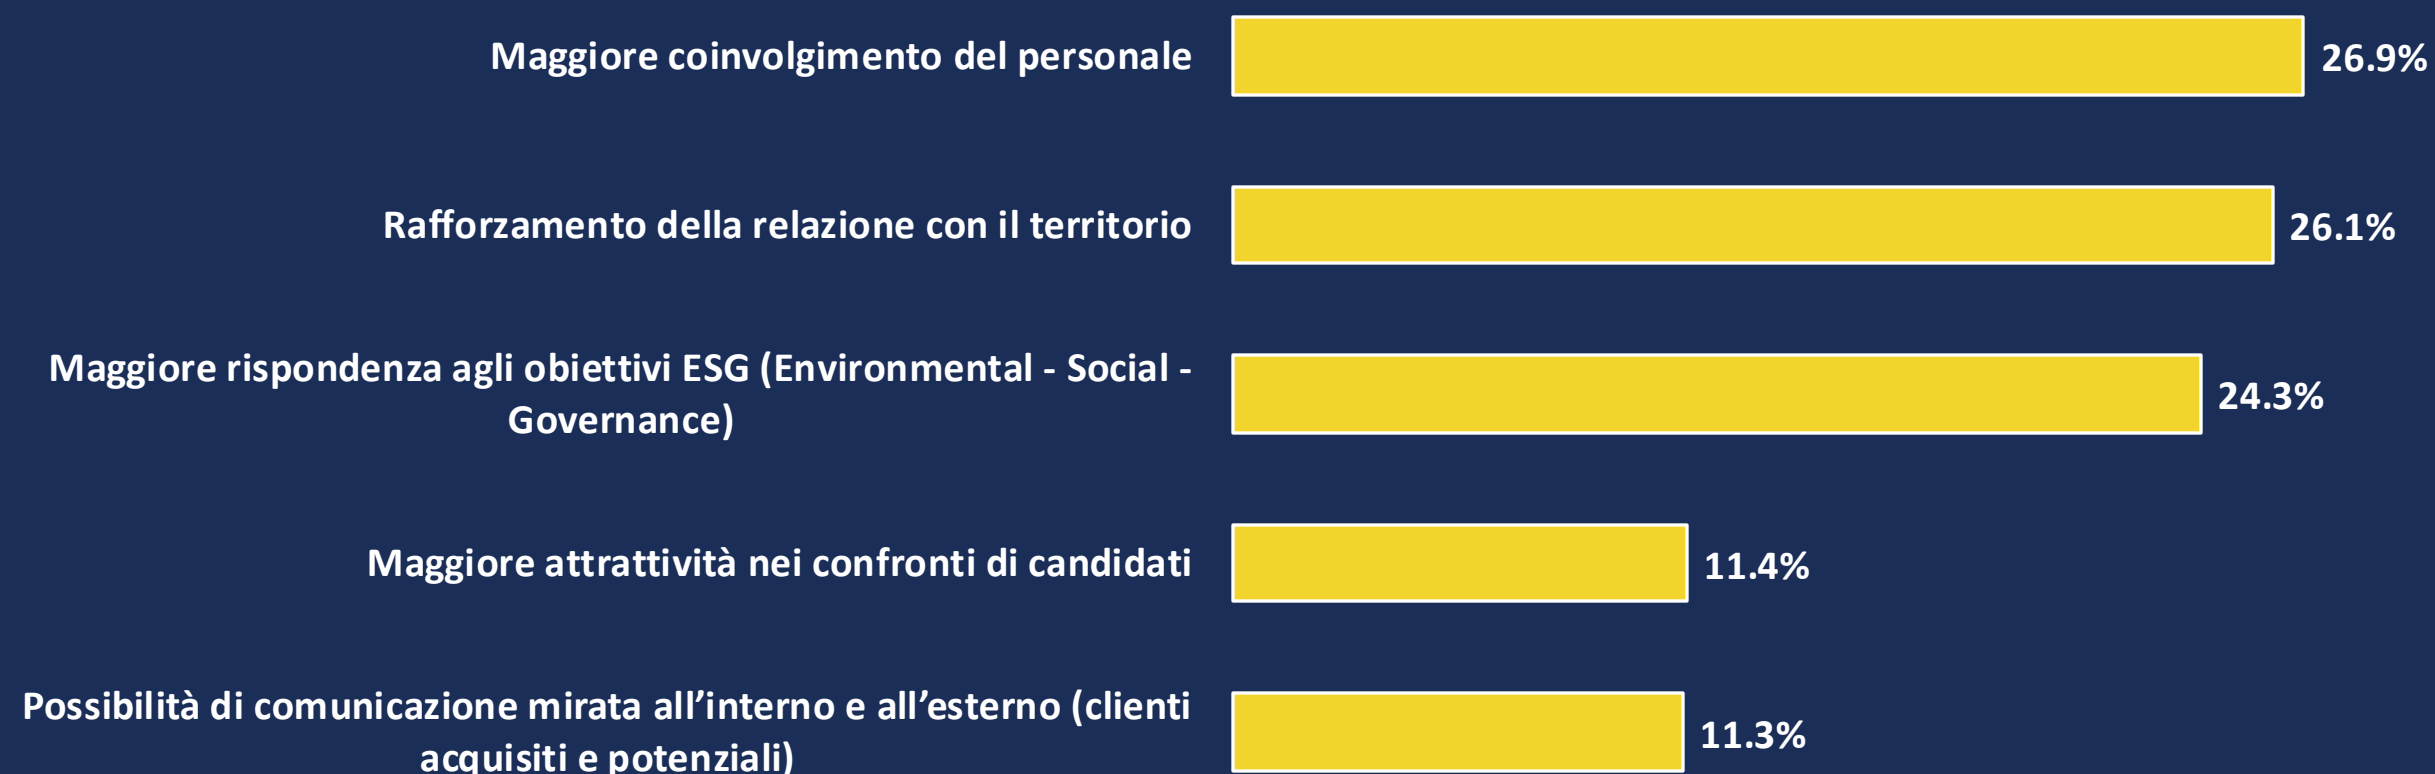 Maggiore coinvolgimento del personale
26.9%
Rafforzamento della relazione con il territorio
26.1%
Maggiore rispondenza agli obiettivi ESG (Environmental - Social -
Governance)
24.3%
Maggiore attrattività nei confronti di candidati
11.4%
Possibilità di comunicazione mirata all’interno e all’esterno (clienti
acquisiti e potenziali)
11.3%